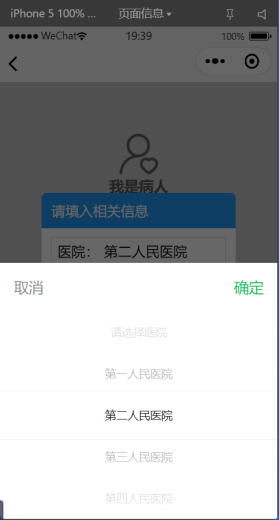 iPhone 5 100% ... 页面信息
WeChat 19:39 100%
我是病人
请填入相关信息
医院： 第二人民医院
取消 确定
请选择医院
第一人民医院
第二人民医院
第三人民医院
第四人民医院